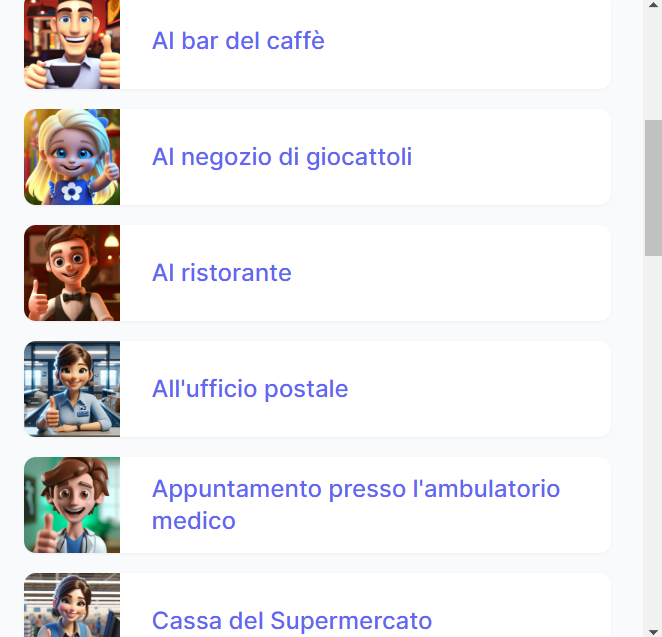 Al bar del caffè
Al negozio di giocattoli
Al ristorante
All'ufficio postale
Appuntamento presso l'ambulatorio
medico
Cassa del Supermercato